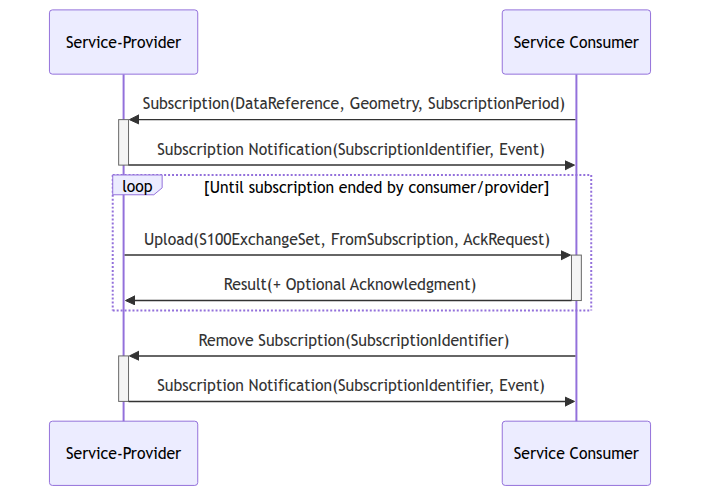 Service-Provider
Service Consumer
Subscription(DataReference, Geometry, SubscriptionPeriod)
Subscription Notification(SubscriptionIdentifier, Event)
loop
[Until subscription ended by consumer/provider]
Upload(S100ExchangeSet, FromSubscription, AckRequest)
Result(+ Optional Acknowledgment)
Remove Subscription(SubscriptionIdentifier)
Subscription Notification(SubscriptionIdentifier, Event)
Service-Provider
Service Consumer